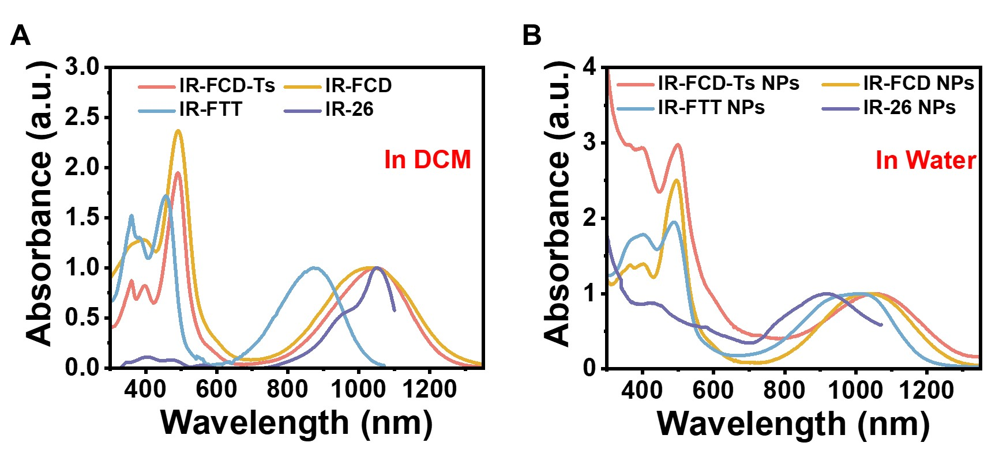 A
Absorbance (a.u.)
3.0
2.5
2.0
1.5
1.0
0.5
0.0
IR-FCD-Ts IR-FCD
IR-FTT IR-26
In DCM
400 600 800 1000 1200
Wavelength (nm)
B
Absorbance (a.u.)
4
3
2
1
0
IR-FCD-Ts NPs IR-FCD NPs
IR-FTT NPs IR-26 NPs
In Water
400 600 800 1000 1200
Wavelength (nm)